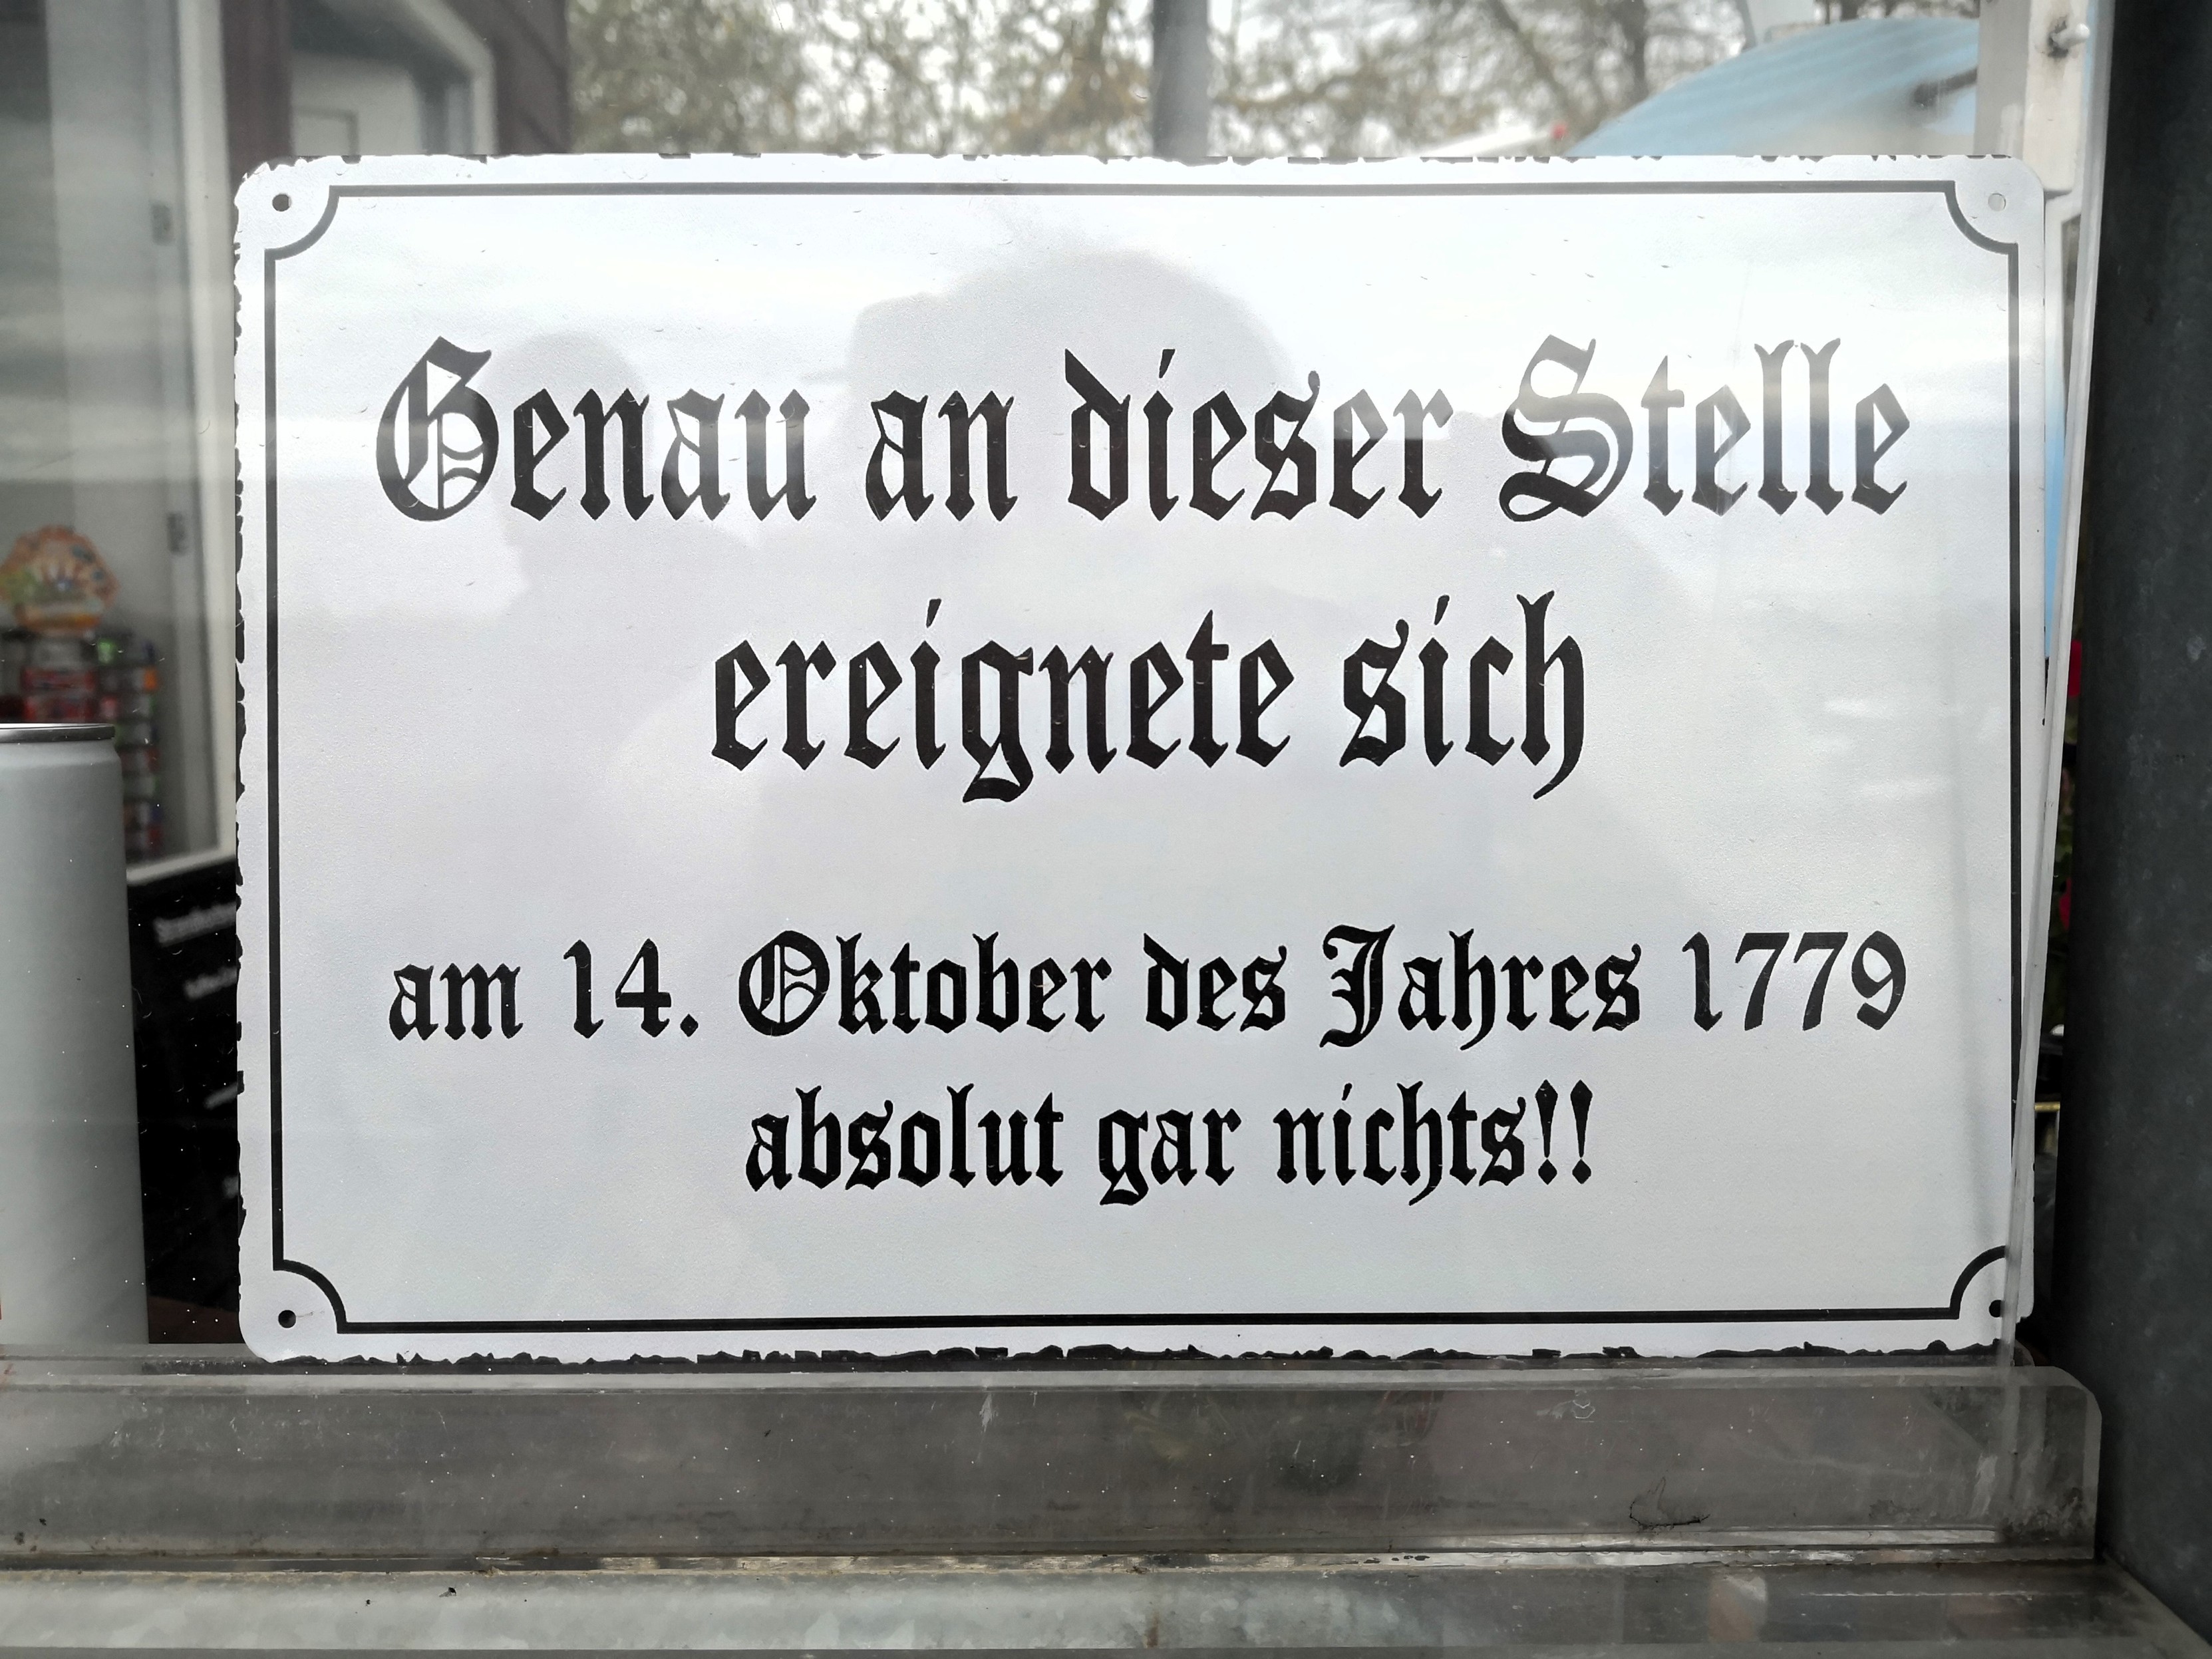 Genau an dieser Stelle
ereignete sich
am 14. Oktober des Jahres 1779
absolut gar nichts!!